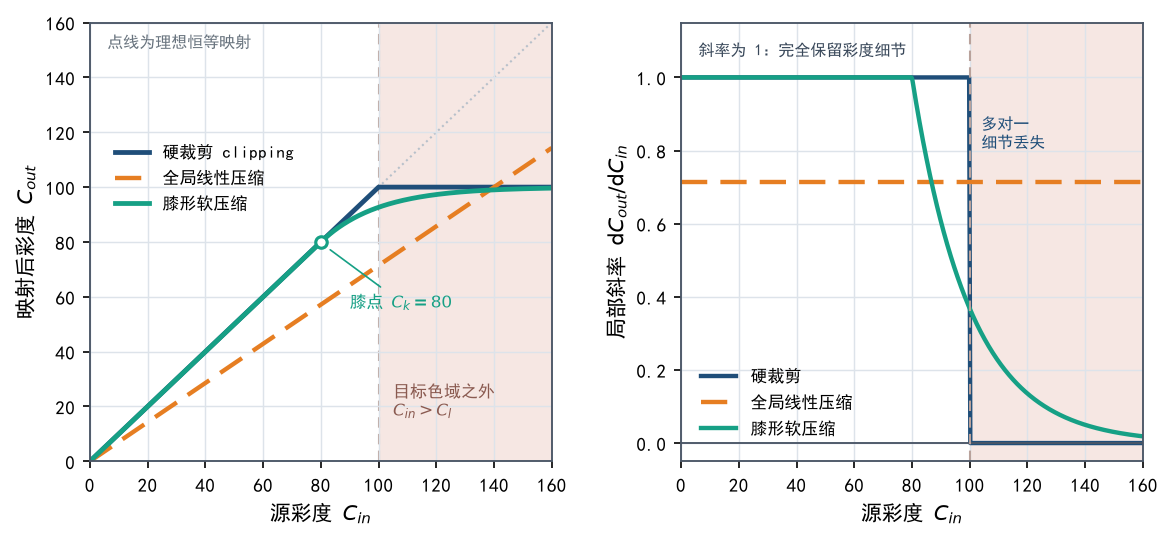 点线为理想恒等映射
硬裁剪 clipping
全局线性压缩
膝形软压缩
膝点 C_k = 80
目标色域之外
C_in > C_l
160
140
120
100
80
60
40
20
0
映射后彩度 C_out
0 20 40 60 80 100 120 140 160
源彩度 C_in
斜率为 1: 完全保留彩度细节
多对一
细节丢失
硬裁剪
全局线性压缩
膝形软压缩
1.0
0.8
0.6
0.4
0.2
0.0
局部斜率 dC_out/dC_in
0 20 40 60 80 100 120 140 160
源彩度 C_in